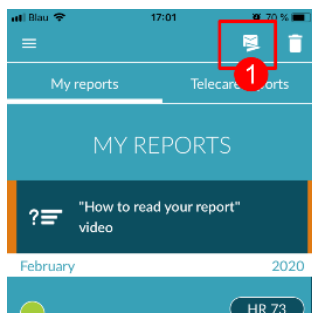 Blau 17:01 70 %
1
My reports Telecare reports
MY REPORTS
?
"How to read your report"
video
February 2020
HR 73